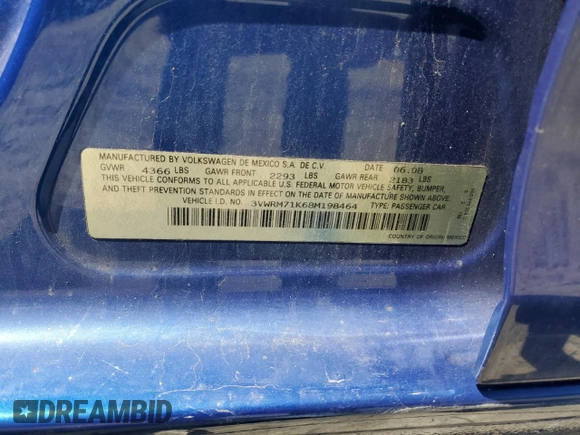 MANUFACTURED BY VOLKSWAGEN DE MEXICO S.A. DE C.V. DATE 06.08
GVWR 4366 LBS GAWR FRONT 2293 LBS GAWR REAR 2183 LBS
THIS VEHICLE CONFORMS TO ALL APPLICABLE U.S. FEDERAL MOTOR VEHICLE SAFETY, BUMPER,
AND THEFT PREVENTION STANDARDS IN EFFECT ON THE DATE OF MANUFACTURE SHOWN ABOVE.
VEHICLE I.D. NO. 3VWRM71K68M198464 TYPE: PASSENGER CAR
COUNTRY OF ORIGIN: MEXICO
DREAMBID